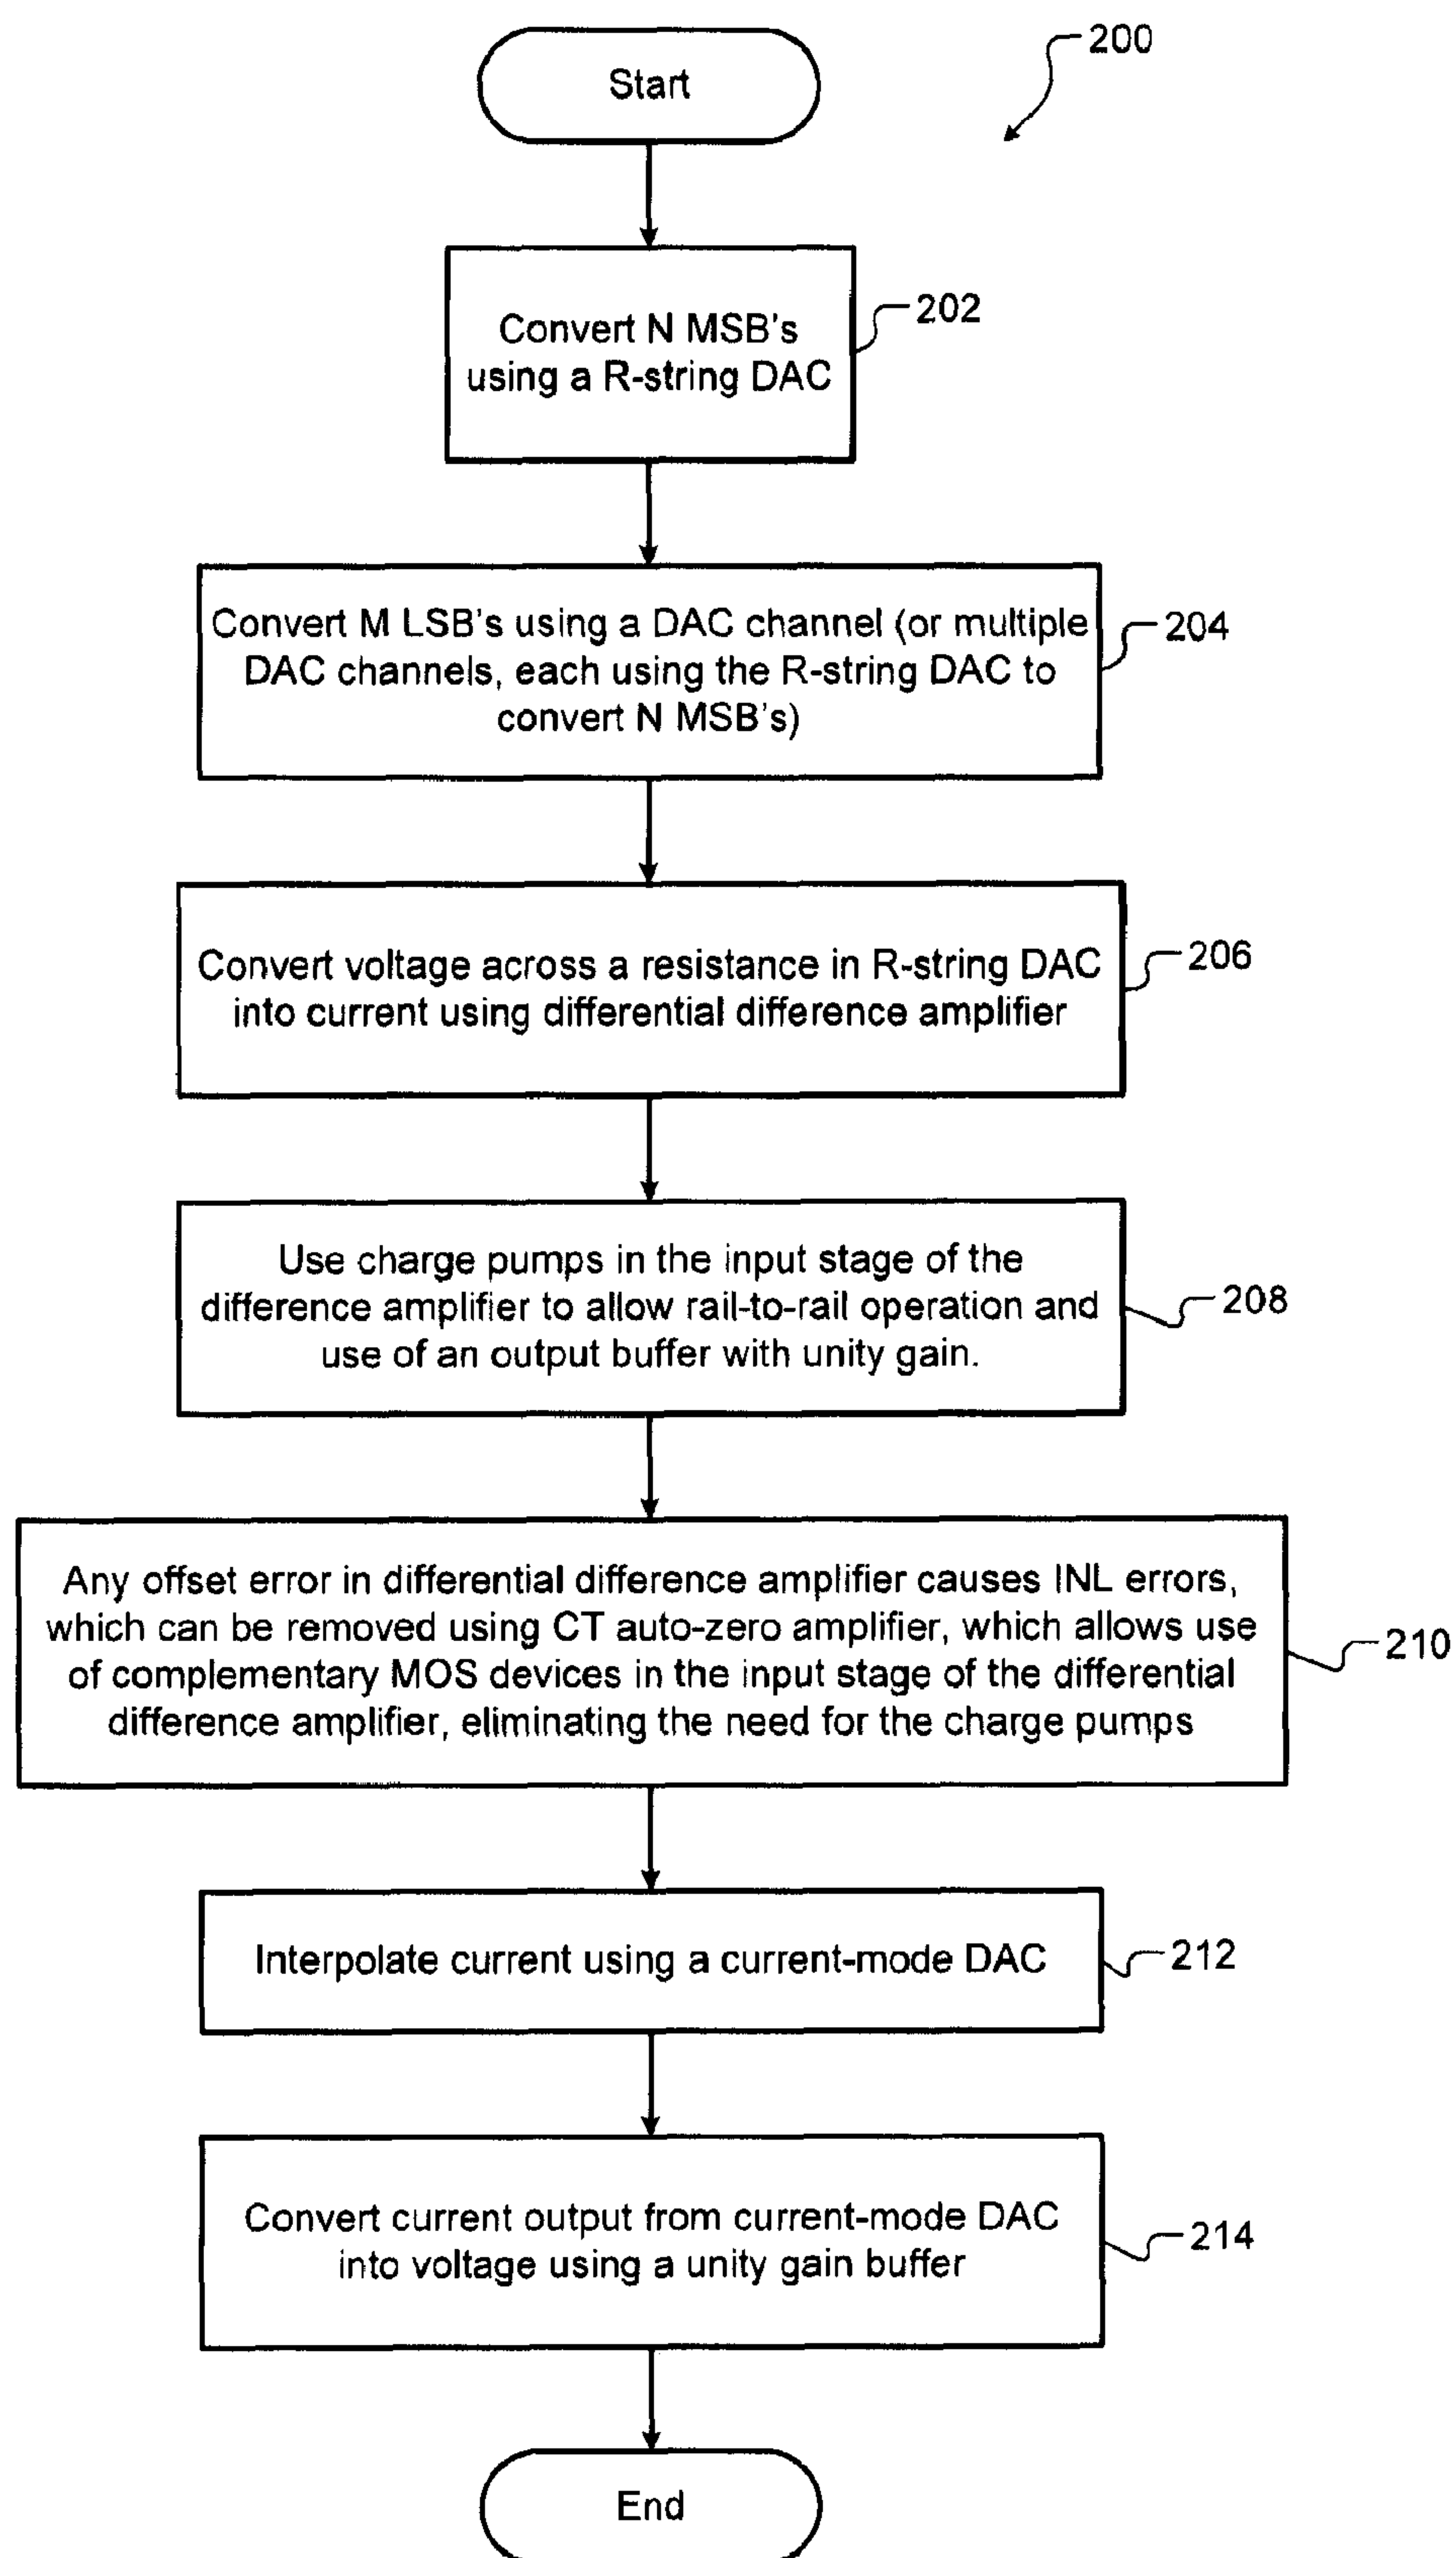 200
Start
Convert N MSB's
using a R-string DAC
202
Convert M LSB's using a DAC channel (or multiple
DAC channels, each using the R-string DAC to
convert N MSB's)
204
Convert voltage across a resistance in R-string DAC
into current using differential difference amplifier
206
Use charge pumps in the input stage of the
difference amplifier to allow rail-to-rail operation and
use of an output buffer with unity gain.
208
Any offset error in differential difference amplifier causes INL errors,
which can be removed using CT auto-zero amplifier, which allows use
of complementary MOS devices in the input stage of the differential
difference amplifier, eliminating the need for the charge pumps
210
Interpolate current using a current-mode DAC
212
Convert current output from current-mode DAC
into voltage using a unity gain buffer
214
End